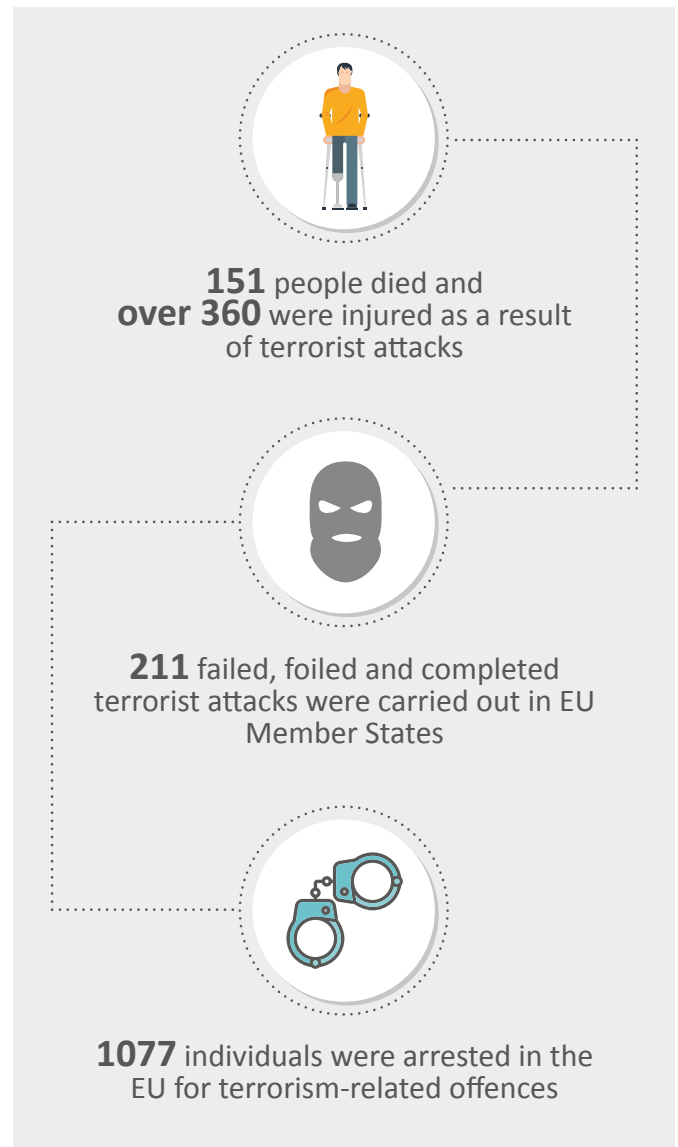 151 people died and
over 360 were injured as a result
of terrorist attacks
211 failed, foiled and completed
terrorist attacks were carried out in EU
Member States
1077 individuals were arrested in the
EU for terrorism-related offences